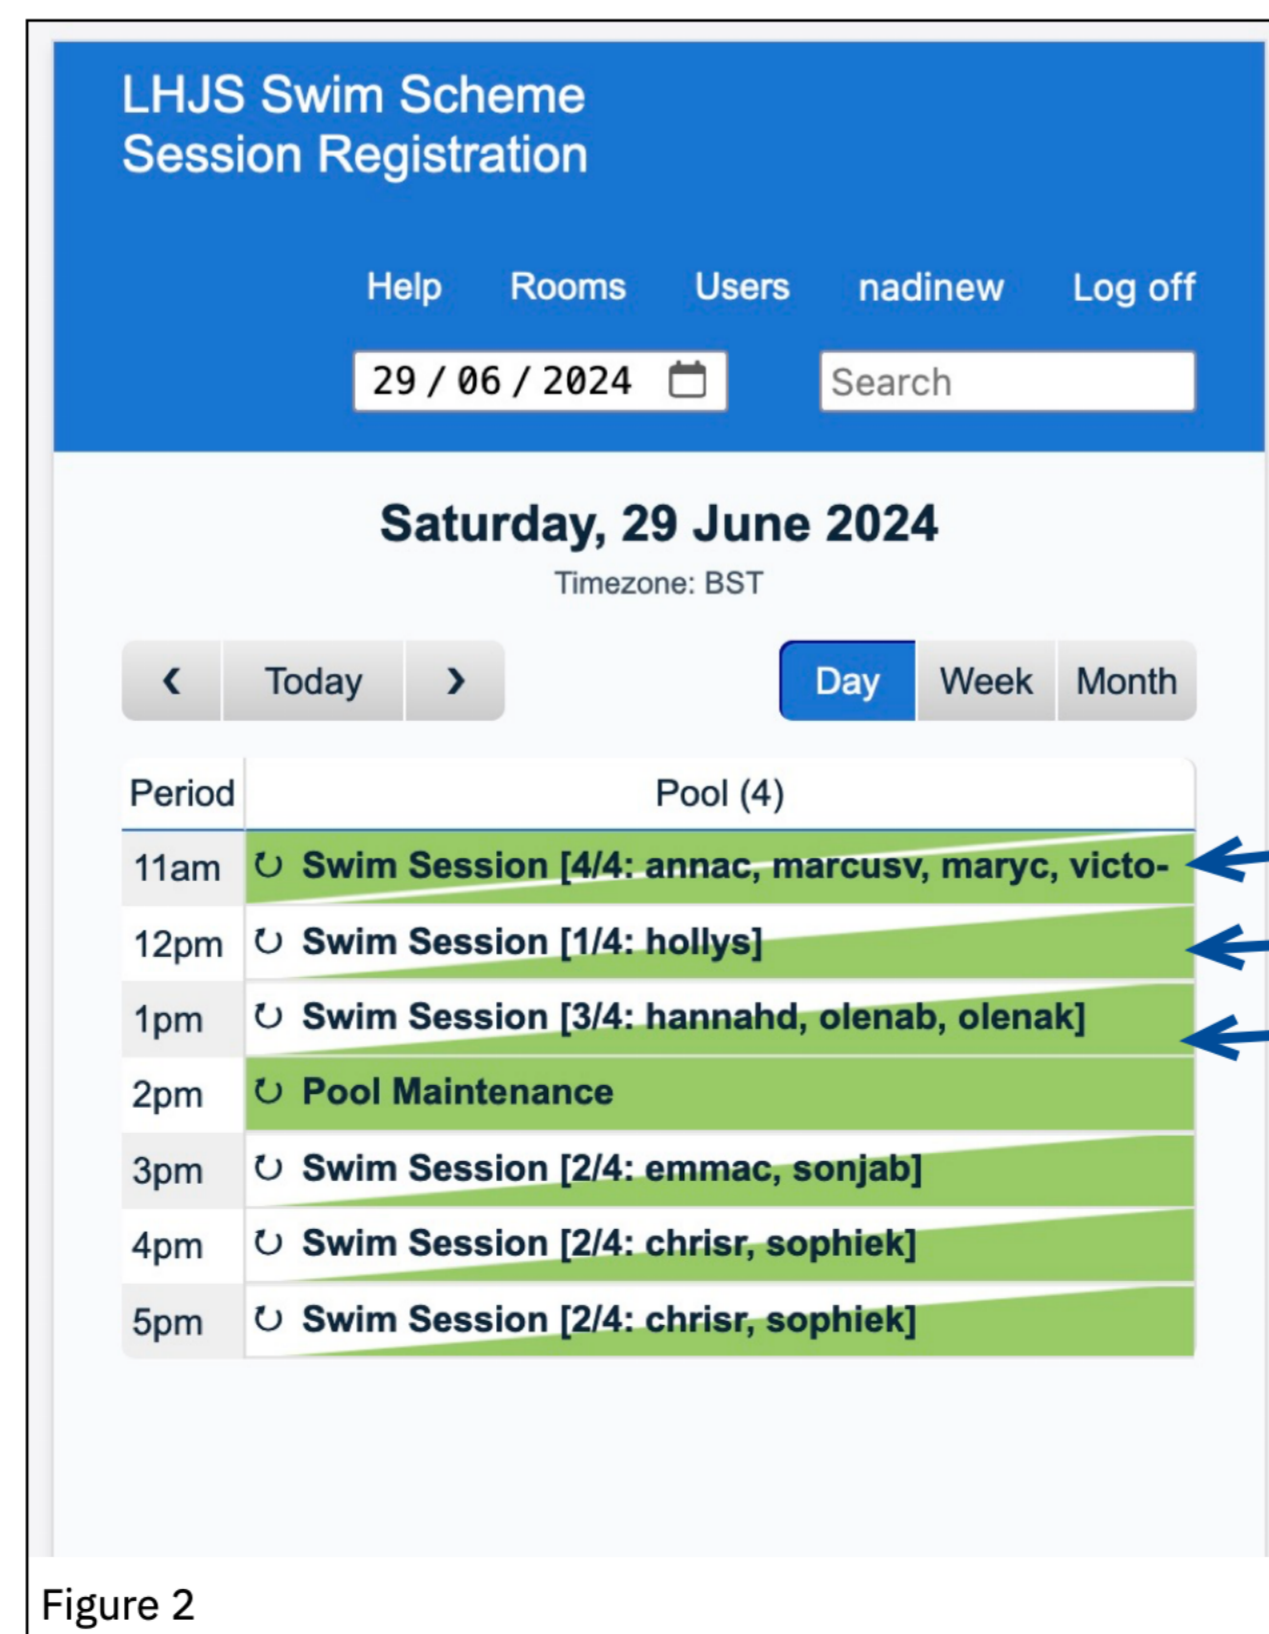 LHJS Swim Scheme
Session Registration
Help Rooms Users nadinew Log off
29/06/2024 Search
Saturday, 29 June 2024
Timezone: BST
‹ Today › Day Week Month
Period Pool (4)
11am ↻ Swim Session [4/4: annac, marcusv, maryc, victo-
12pm ↻ Swim Session [1/4: hollys]
1pm ↻ Swim Session [3/4: hannahd, olenab, olenak]
2pm ↻ Pool Maintenance
3pm ↻ Swim Session [2/4: emmac, sonjab]
4pm ↻ Swim Session [2/4: chrisr, sophiek]
5pm ↻ Swim Session [2/4: chrisr, sophiek]
Figure 2